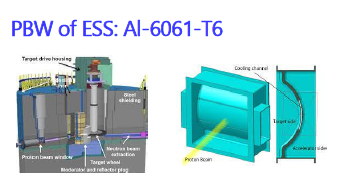 PBW of ESS: Al-6061-T6
Target drive housing
Steel
shielding
Cooling channel
Target side
Accelerator side
Proton beam window
Neutron beam
extraction
Target wheel
Moderator and reflector plug
Proton Beam